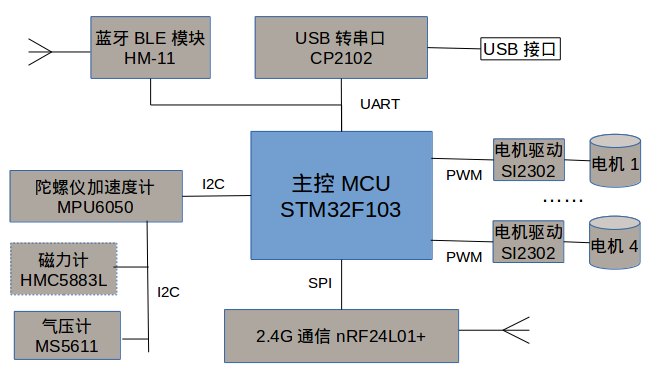 蓝牙 BLE 模块
HM-11
USB 转串口
CP2102
USB 接口
UART
主控 MCU
STM32F103
电机驱动
SI2302
电机 1
PWM
……
电机驱动
SI2302
电机 4
PWM
陀螺仪加速度计
MPU6050
I2C
磁力计
HMC5883L
I2C
气压计
MS5611
SPI
2.4G 通信 nRF24L01+